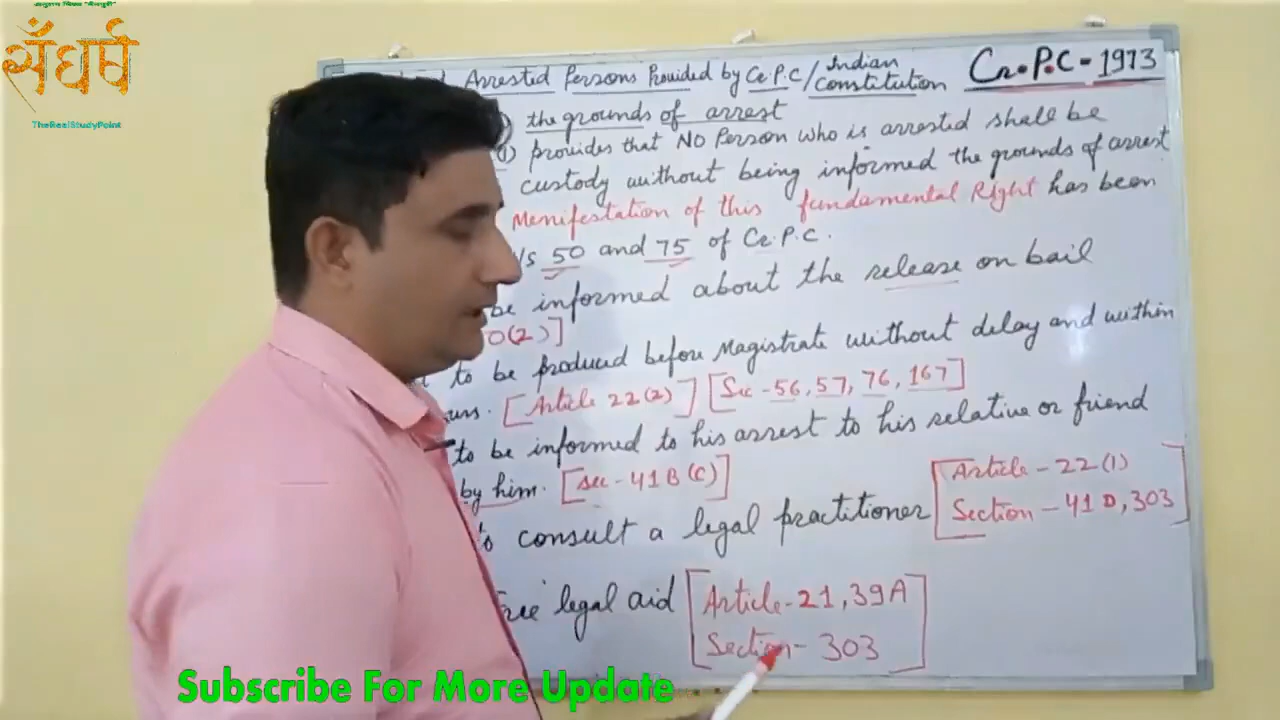 सँघर्ष
TheRealStudyPoint
Arrested Persons Provided by Cr.P.C/Indian Constitution
Cr.P.C-1973
the grounds of arrest
provides that NO Person who is arrested shall be
custody without being informed the grounds of arrest
Menifestation of this fundamental Right has been
/s 50 and 75 of Cr.P.C.
be informed about the release on bail
0(2)]
to be produced before Magistrate without delay and within
urs. [Article 22(2)] [Sec-56, 57, 76, 167]
to be informed to his arrest to his relative or friend
by him. [Sec-41B(C)]
consult a legal practitioner [Article-22(1)
Section-41D,303]
legal aid [Article-21,39A
Section-303]
Subscribe For More Update